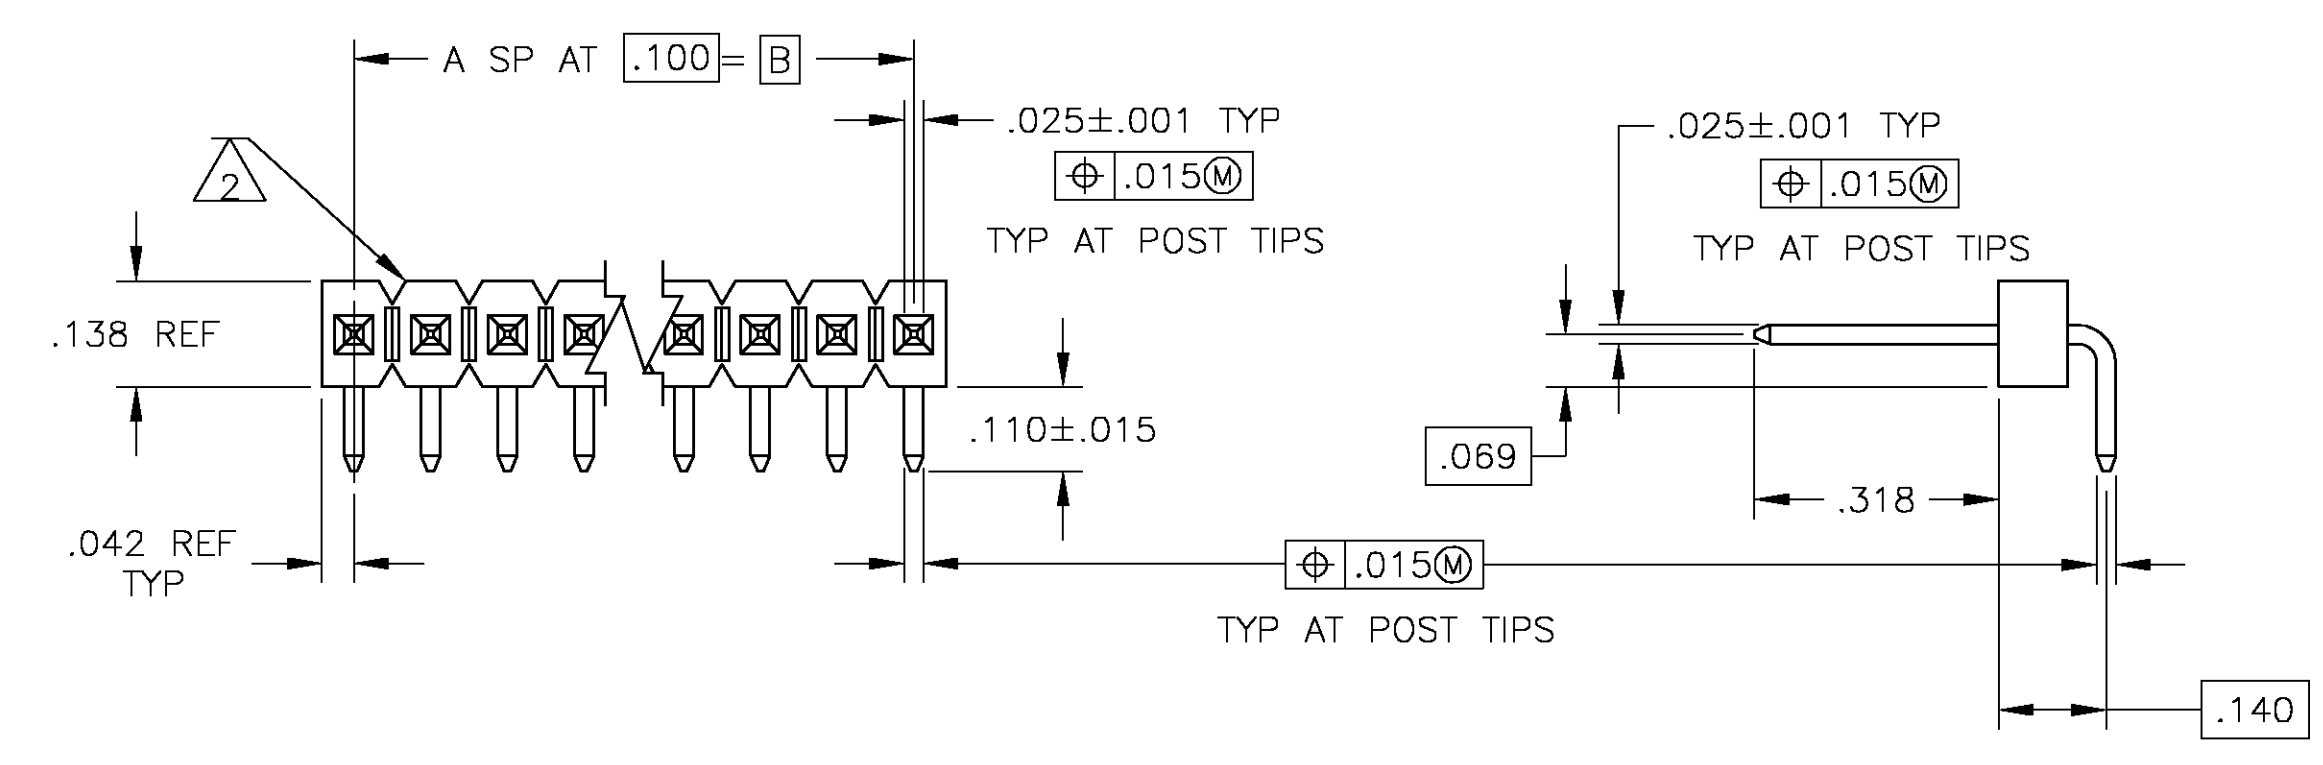 A SP AT .100 = B
.025±.001 TYP
⌖ .015Ⓜ
TYP AT POST TIPS
.025±.001 TYP
⌖ .015Ⓜ
TYP AT POST TIPS
2
.138 REF
.110±.015
.069
.318
.042 REF
TYP
⌖ .015Ⓜ
TYP AT POST TIPS
.140